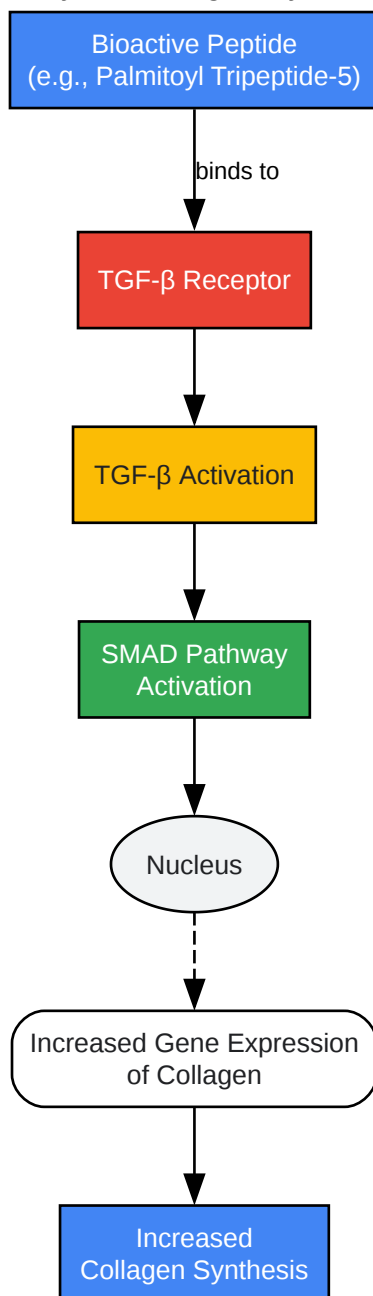 Bioactive Peptide
(e.g., Palmitoyl Tripeptide-5)
binds to
TGF-β Receptor
TGF-β Activation
SMAD Pathway
Activation
Nucleus
Increased Gene Expression
of Collagen
Increased
Collagen Synthesis